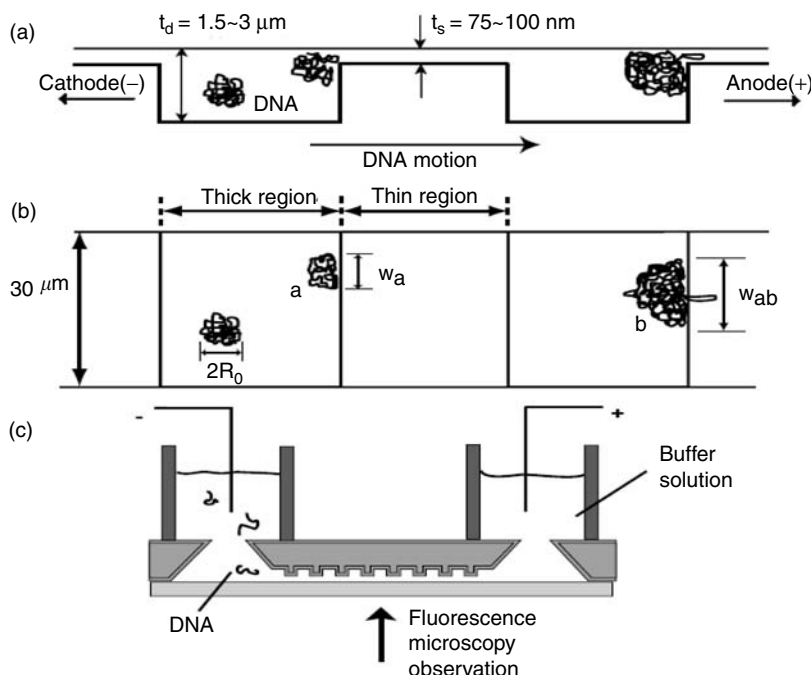 (a)
t_d = 1.5~3 μm
t_s = 75~100 nm
Cathode(−)
DNA
Anode(+)
DNA motion
(b)
Thick region
Thin region
30 μm
a
w_a
2R_0
b
w_ab
(c)
-
+
Buffer
solution
DNA
Fluorescence
microscopy
observation